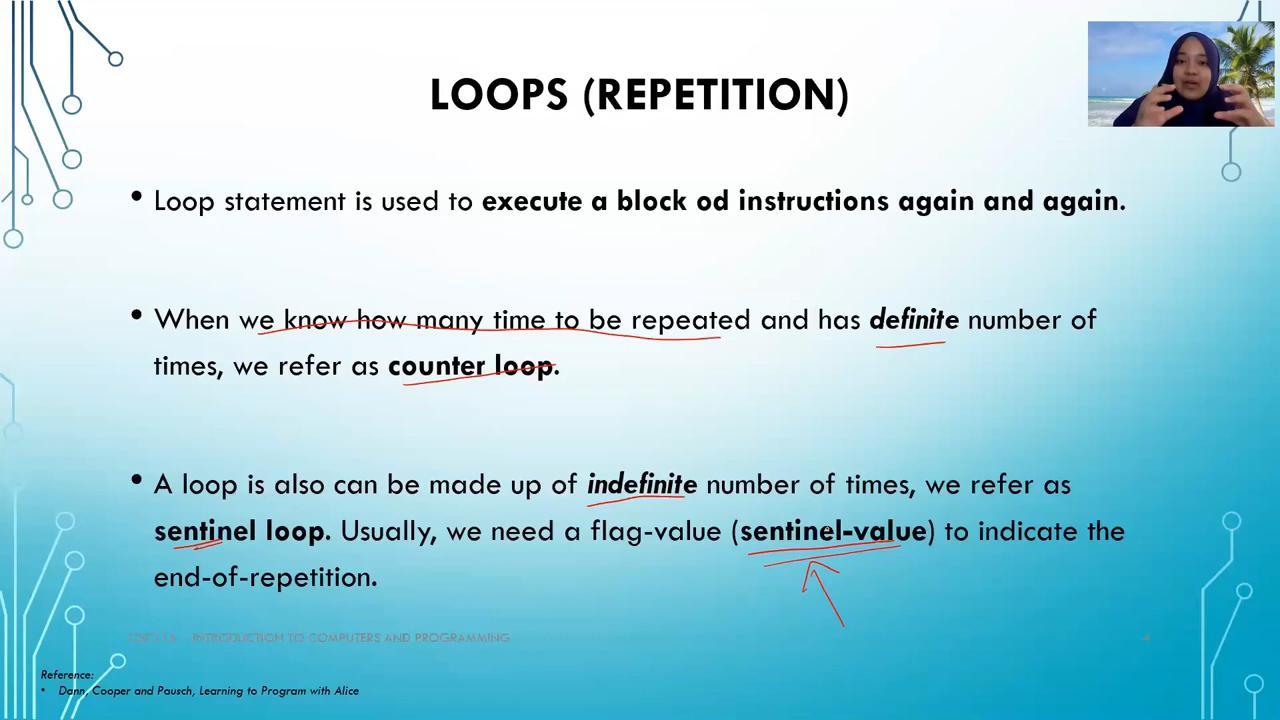 LOOPS (REPETITION)
• Loop statement is used to execute a block od instructions again and again.
• When we know how many time to be repeated and has definite number of
times, we refer as counter loop.
• A loop is also can be made up of indefinite number of times, we refer as
sentinel loop. Usually, we need a flag-value (sentinel-value) to indicate the
end-of-repetition.
INTRODUCTION TO COMPUTERS AND PROGRAMMING
Reference:
• Dann, Cooper and Pausch, Learning to Program with Alice